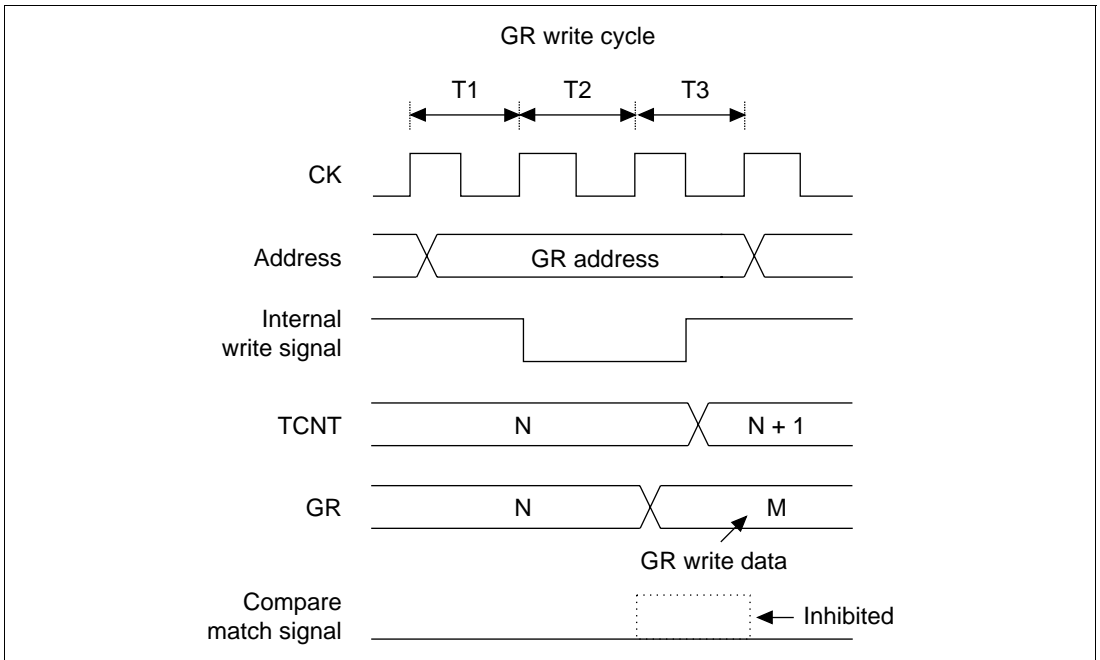 GR write cycle
T1 T2 T3
CK
Address GR address
Internal
write signal
TCNT N N + 1
GR N M
GR write data
Compare
match signal Inhibited